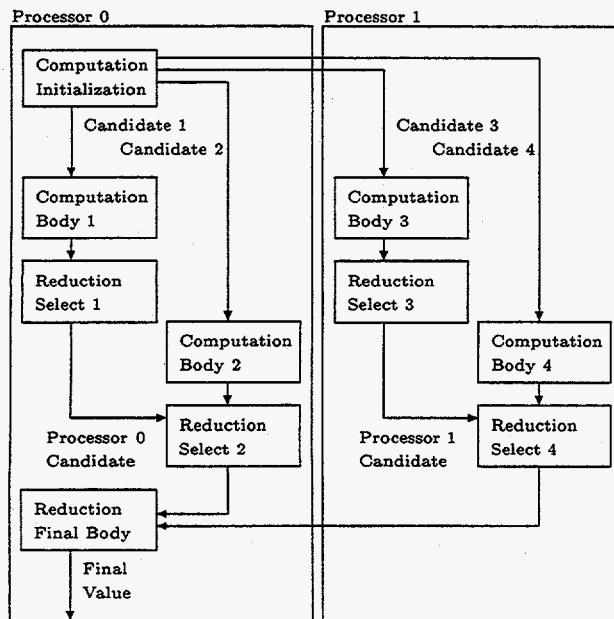 Processor 0
Processor 1
Computation
Initialization
Candidate 1
Candidate 2
Candidate 3
Candidate 4
Computation
Body 1
Computation
Body 3
Reduction
Select 1
Reduction
Select 3
Computation
Body 2
Computation
Body 4
Processor 0
Candidate
Reduction
Select 2
Processor 1
Candidate
Reduction
Select 4
Reduction
Final Body
Final
Value